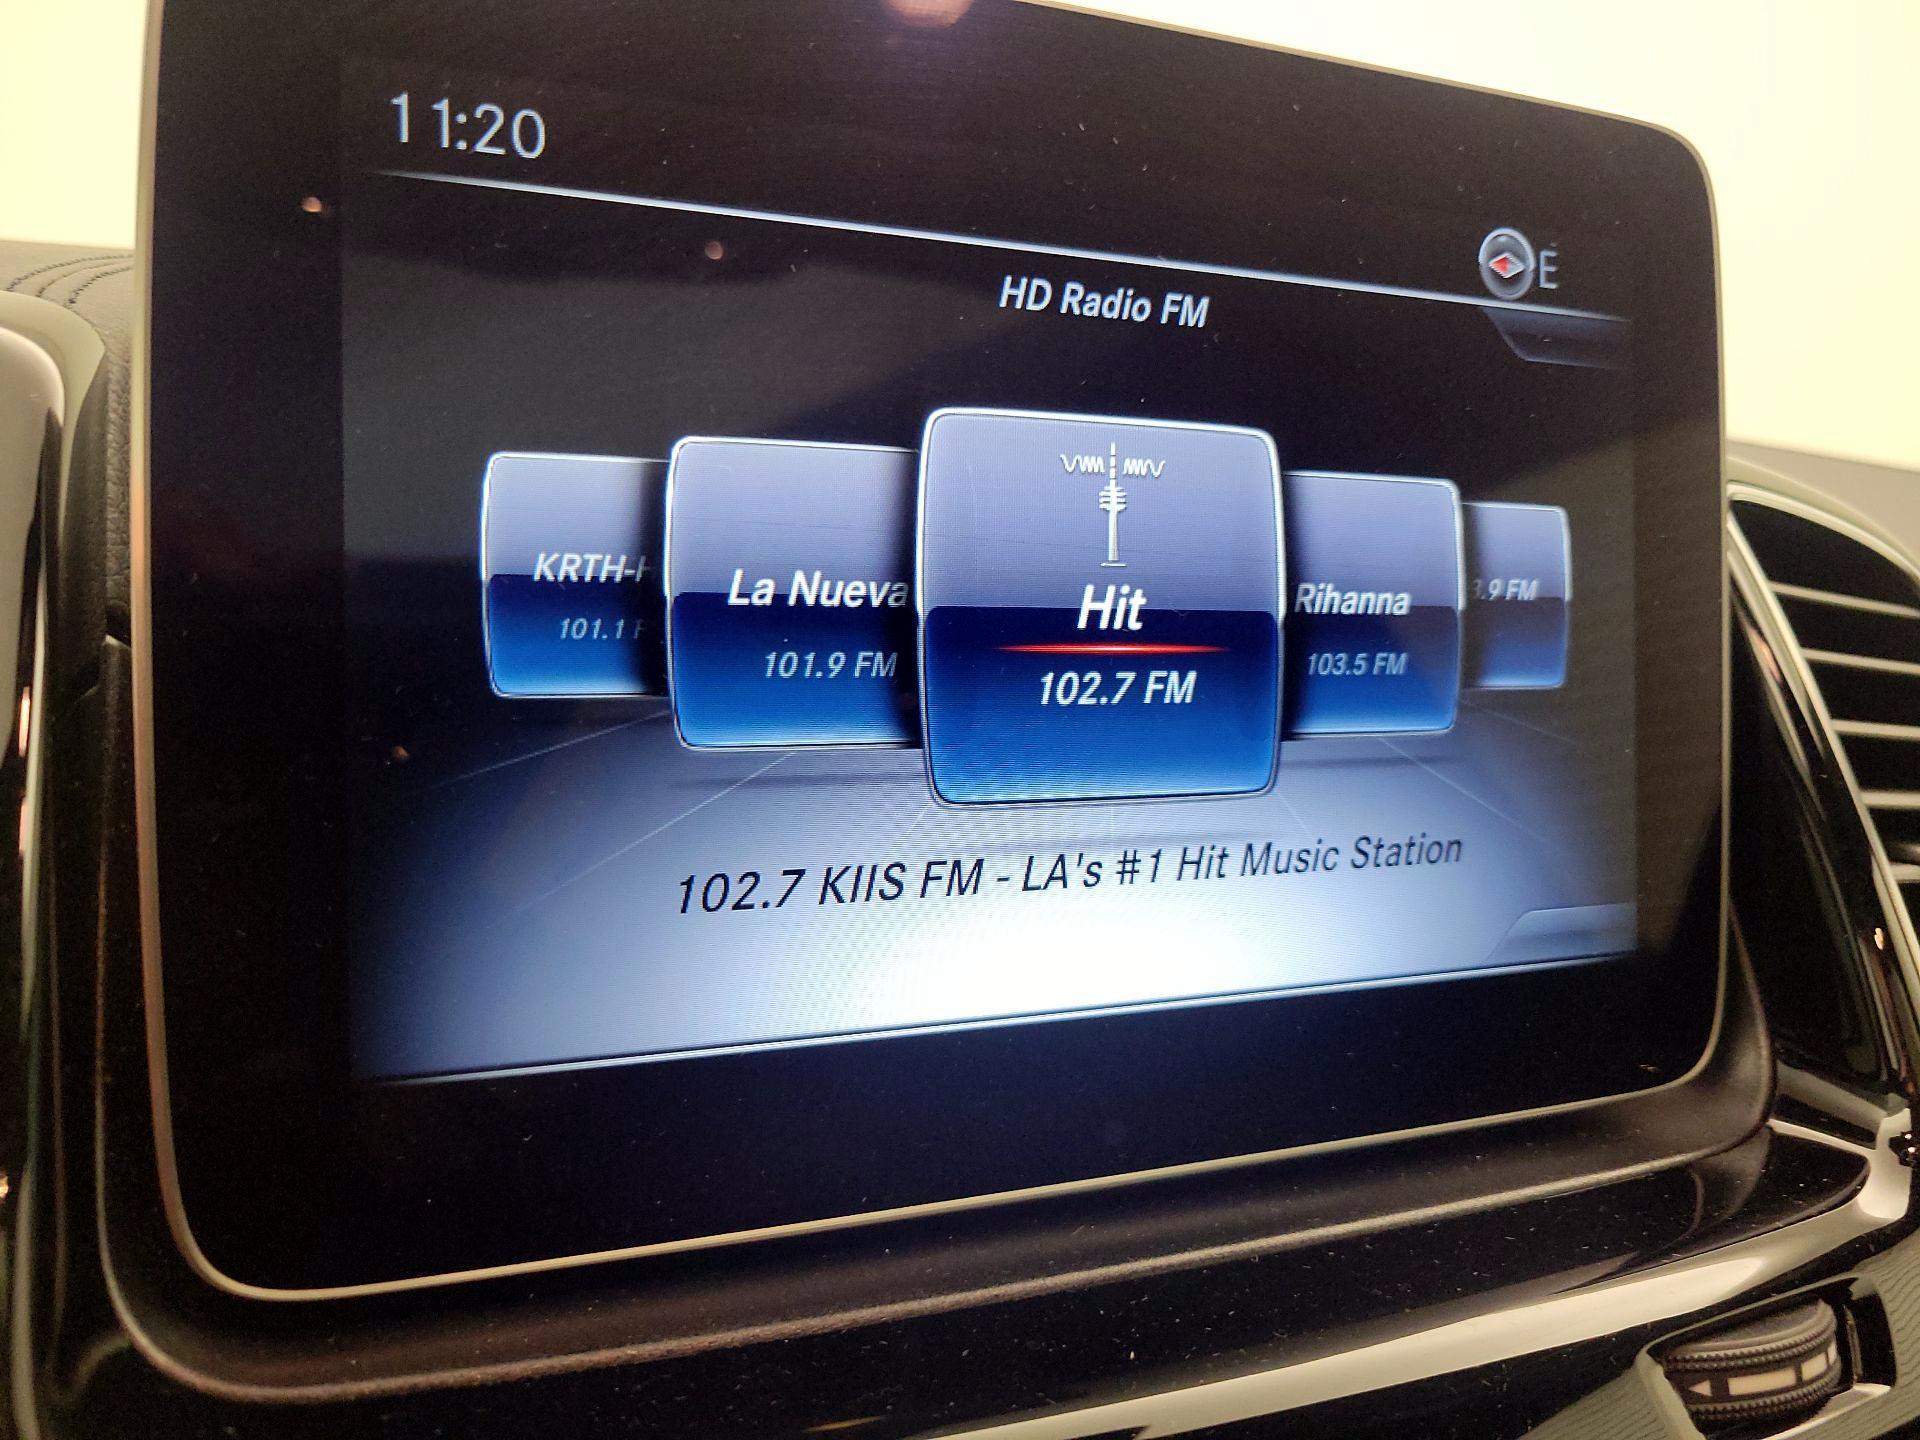 11:20
E
HD Radio FM
KRTH-H
101.1 F
La Nueva
101.9 FM
Hit
102.7 FM
Rihanna
103.5 FM
3.9 FM
102.7 KIIS FM - LA's #1 Hit Music Station